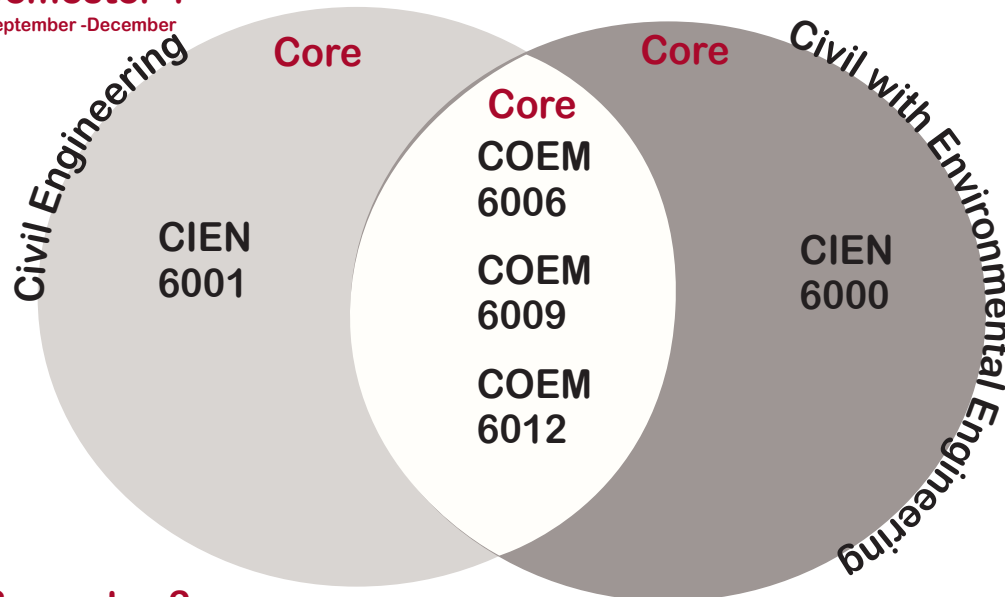 September -December
Core
Core
Civil Engineering
Civil with Environmental Engineering
Core
COEM
6006
CIEN
6001
CIEN
6000
COEM
6009
COEM
6012